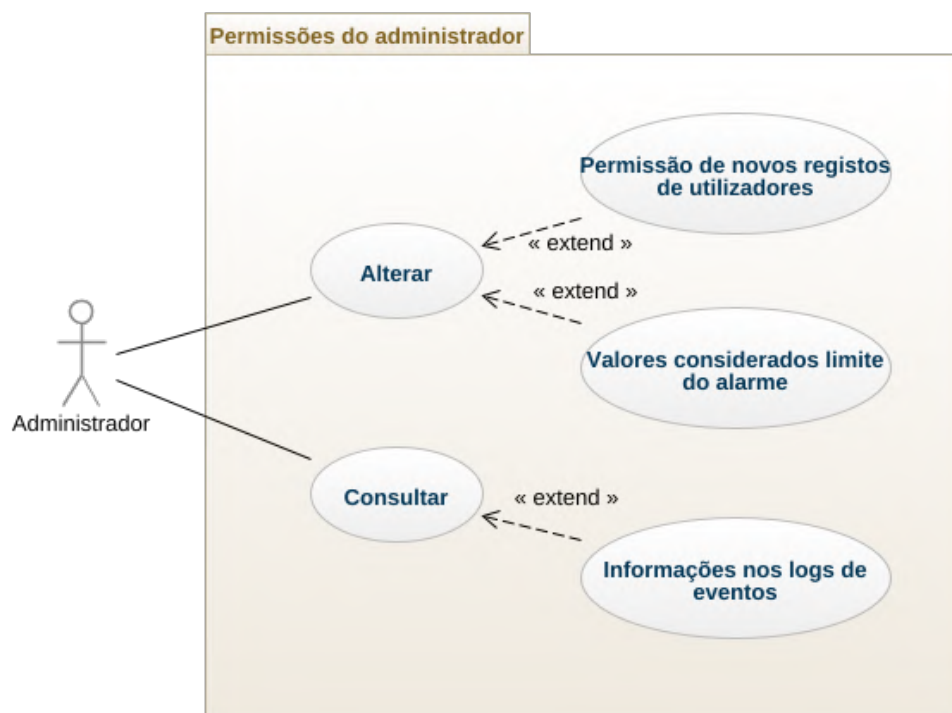 Permissões do administrador
Permissão de novos registos
de utilizadores
« extend »
Alterar
« extend »
Valores considerados limite
do alarme
Administrador
Consultar
« extend »
Informações nos logs de
eventos